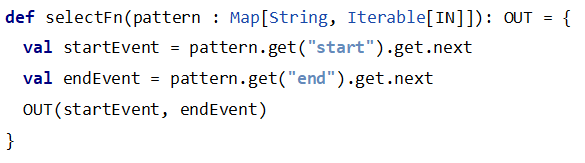 def selectFn(pattern : Map[String, Iterable[IN]]): OUT = {
  val startEvent = pattern.get("start").get.next
  val endEvent = pattern.get("end").get.next
  OUT(startEvent, endEvent)
}